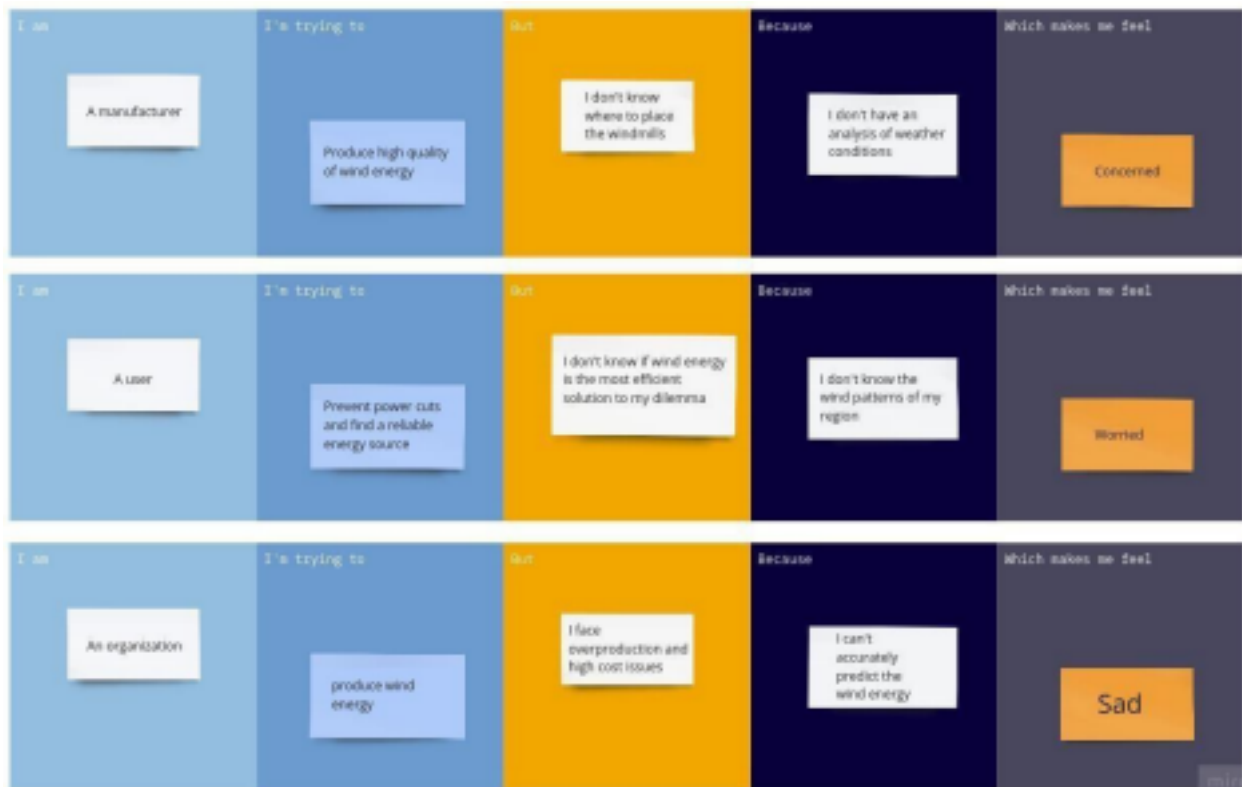 I am
I'm trying to
But
Because
Which makes me feel
A manufacturer
Produce high quality
of wind energy
I don't know
where to place
the windmills
I don't have an
analysis of weather
conditions
Concerned
I am
I'm trying to
But
Because
Which makes me feel
A user
Prevent power cuts
and find a reliable
energy source
I don't know if wind energy
is the most efficient
solution to my dilemma
I don't know the
wind patterns of my
region
Worried
I am
I'm trying to
But
Because
Which makes me feel
An organization
produce wind
energy
I face
overproduction and
high cost issues
I can't
accurately
predict the
wind energy
Sad